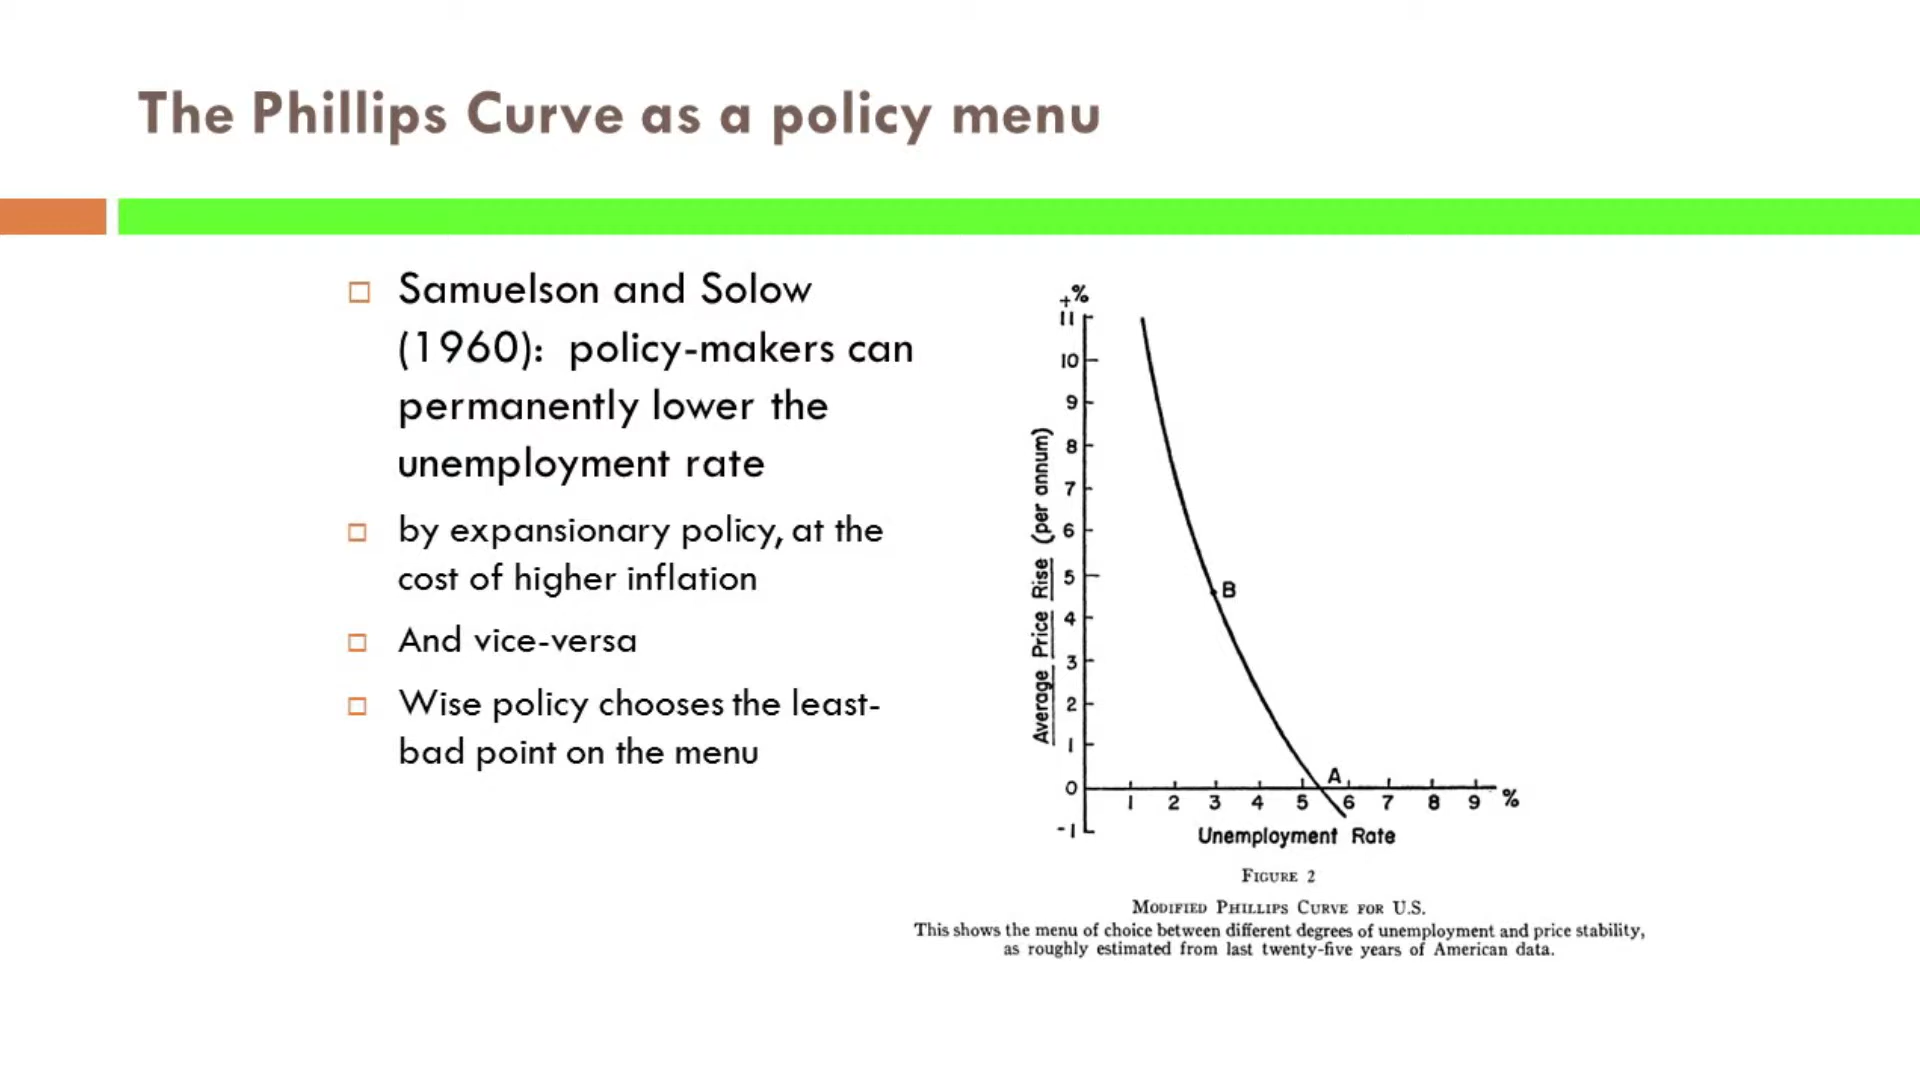 The Phillips Curve as a policy menu
Samuelson and Solow
(1960):  policy-makers can
permanently lower the
unemployment rate
by expansionary policy, at the
cost of higher inflation
And vice-versa
Wise policy chooses the least-
bad point on the menu
+%
11
10
9
8
7
6
5
4
3
2
1
0
-1
Average Price Rise (per annum)
B
A
1 2 3 4 5 6 7 8 9 %
Unemployment Rate
FIGURE 2
MODIFIED PHILLIPS CURVE FOR U.S.
This shows the menu of choice between different degrees of unemployment and price stability,
as roughly estimated from last twenty-five years of American data.